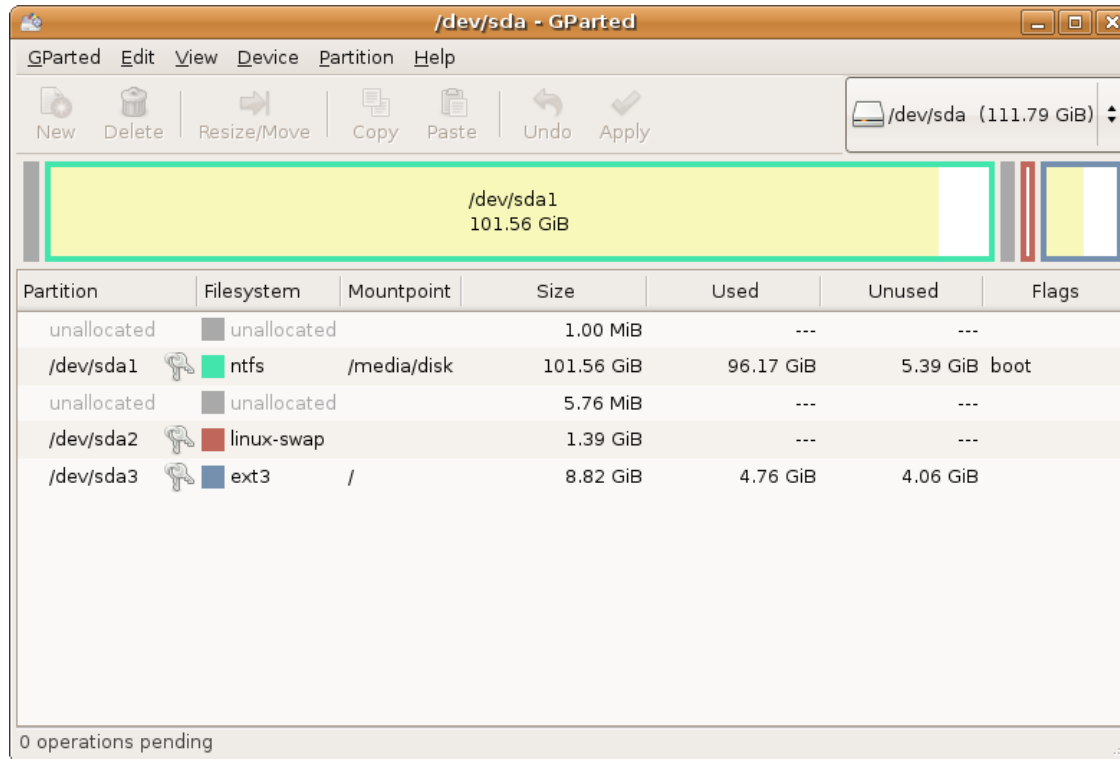 /dev/sda - GParted
GParted Edit View Device Partition Help
New Delete Resize/Move Copy Paste Undo Apply /dev/sda (111.79 GiB)
/dev/sda1
101.56 GiB
Partition Filesystem Mountpoint Size Used Unused Flags
unallocated unallocated 1.00 MiB --- ---
/dev/sda1 ntfs /media/disk 101.56 GiB 96.17 GiB 5.39 GiB boot
unallocated unallocated 5.76 MiB --- ---
/dev/sda2 linux-swap 1.39 GiB --- ---
/dev/sda3 ext3 / 8.82 GiB 4.76 GiB 4.06 GiB
0 operations pending